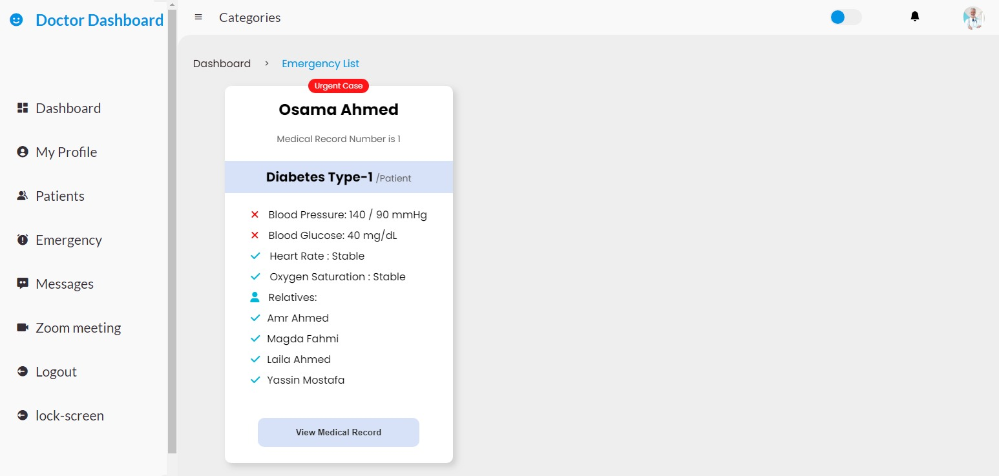 Doctor Dashboard
Dashboard
My Profile
Patients
Emergency
Messages
Zoom meeting
Logout
lock-screen
Categories
Dashboard > Emergency List
Urgent Case
Osama Ahmed
Medical Record Number is 1
Diabetes Type-1 /Patient
Blood Pressure: 140 / 90 mmHg
Blood Glucose: 40 mg/dL
Heart Rate : Stable
Oxygen Saturation : Stable
Relatives:
Amr Ahmed
Magda Fahmi
Laila Ahmed
Yassin Mostafa
View Medical Record